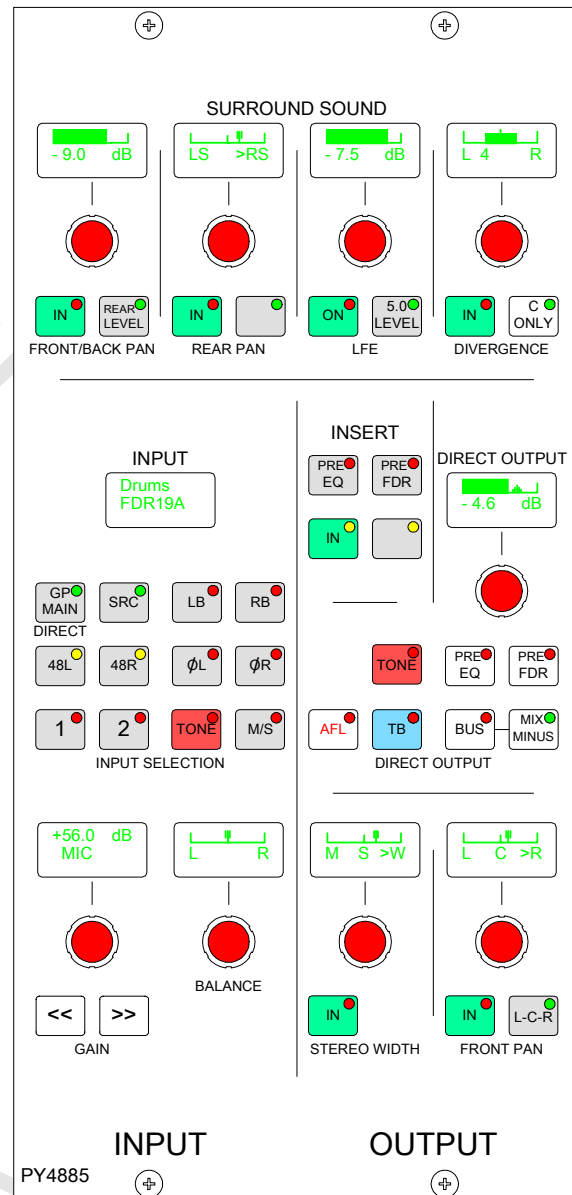 SURROUND SOUND
- 9.0 dB
LS >RS
- 7.5 dB
L 4 R
IN
REAR LEVEL
IN
ON
5.0 LEVEL
IN
C ONLY
FRONT/BACK PAN
REAR PAN
LFE
DIVERGENCE
INPUT
Drums
FDR19A
INSERT
PRE EQ
PRE FDR
IN
DIRECT OUTPUT
- 4.6 dB
GP MAIN
SRC
LB
RB
DIRECT
48L
48R
ϕL
ϕR
1
2
TONE
M/S
INPUT SELECTION
TONE
PRE EQ
PRE FDR
AFL
TB
BUS
MIX MINUS
DIRECT OUTPUT
+56.0 dB
MIC
L R
M S >W
L C >R
BALANCE
<<
>>
GAIN
IN
STEREO WIDTH
IN
L-C-R
FRONT PAN
INPUT
OUTPUT
PY4885